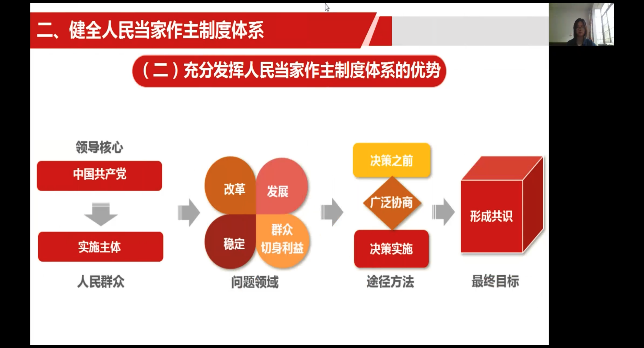 二、健全人民当家作主制度体系
（二）充分发挥人民当家作主制度体系的优势
领导核心
中国共产党
实施主体
人民群众
改革
发展
稳定
群众
切身利益
问题领域
决策之前
广泛协商
决策实施
途径方法
形成共识
最终目标